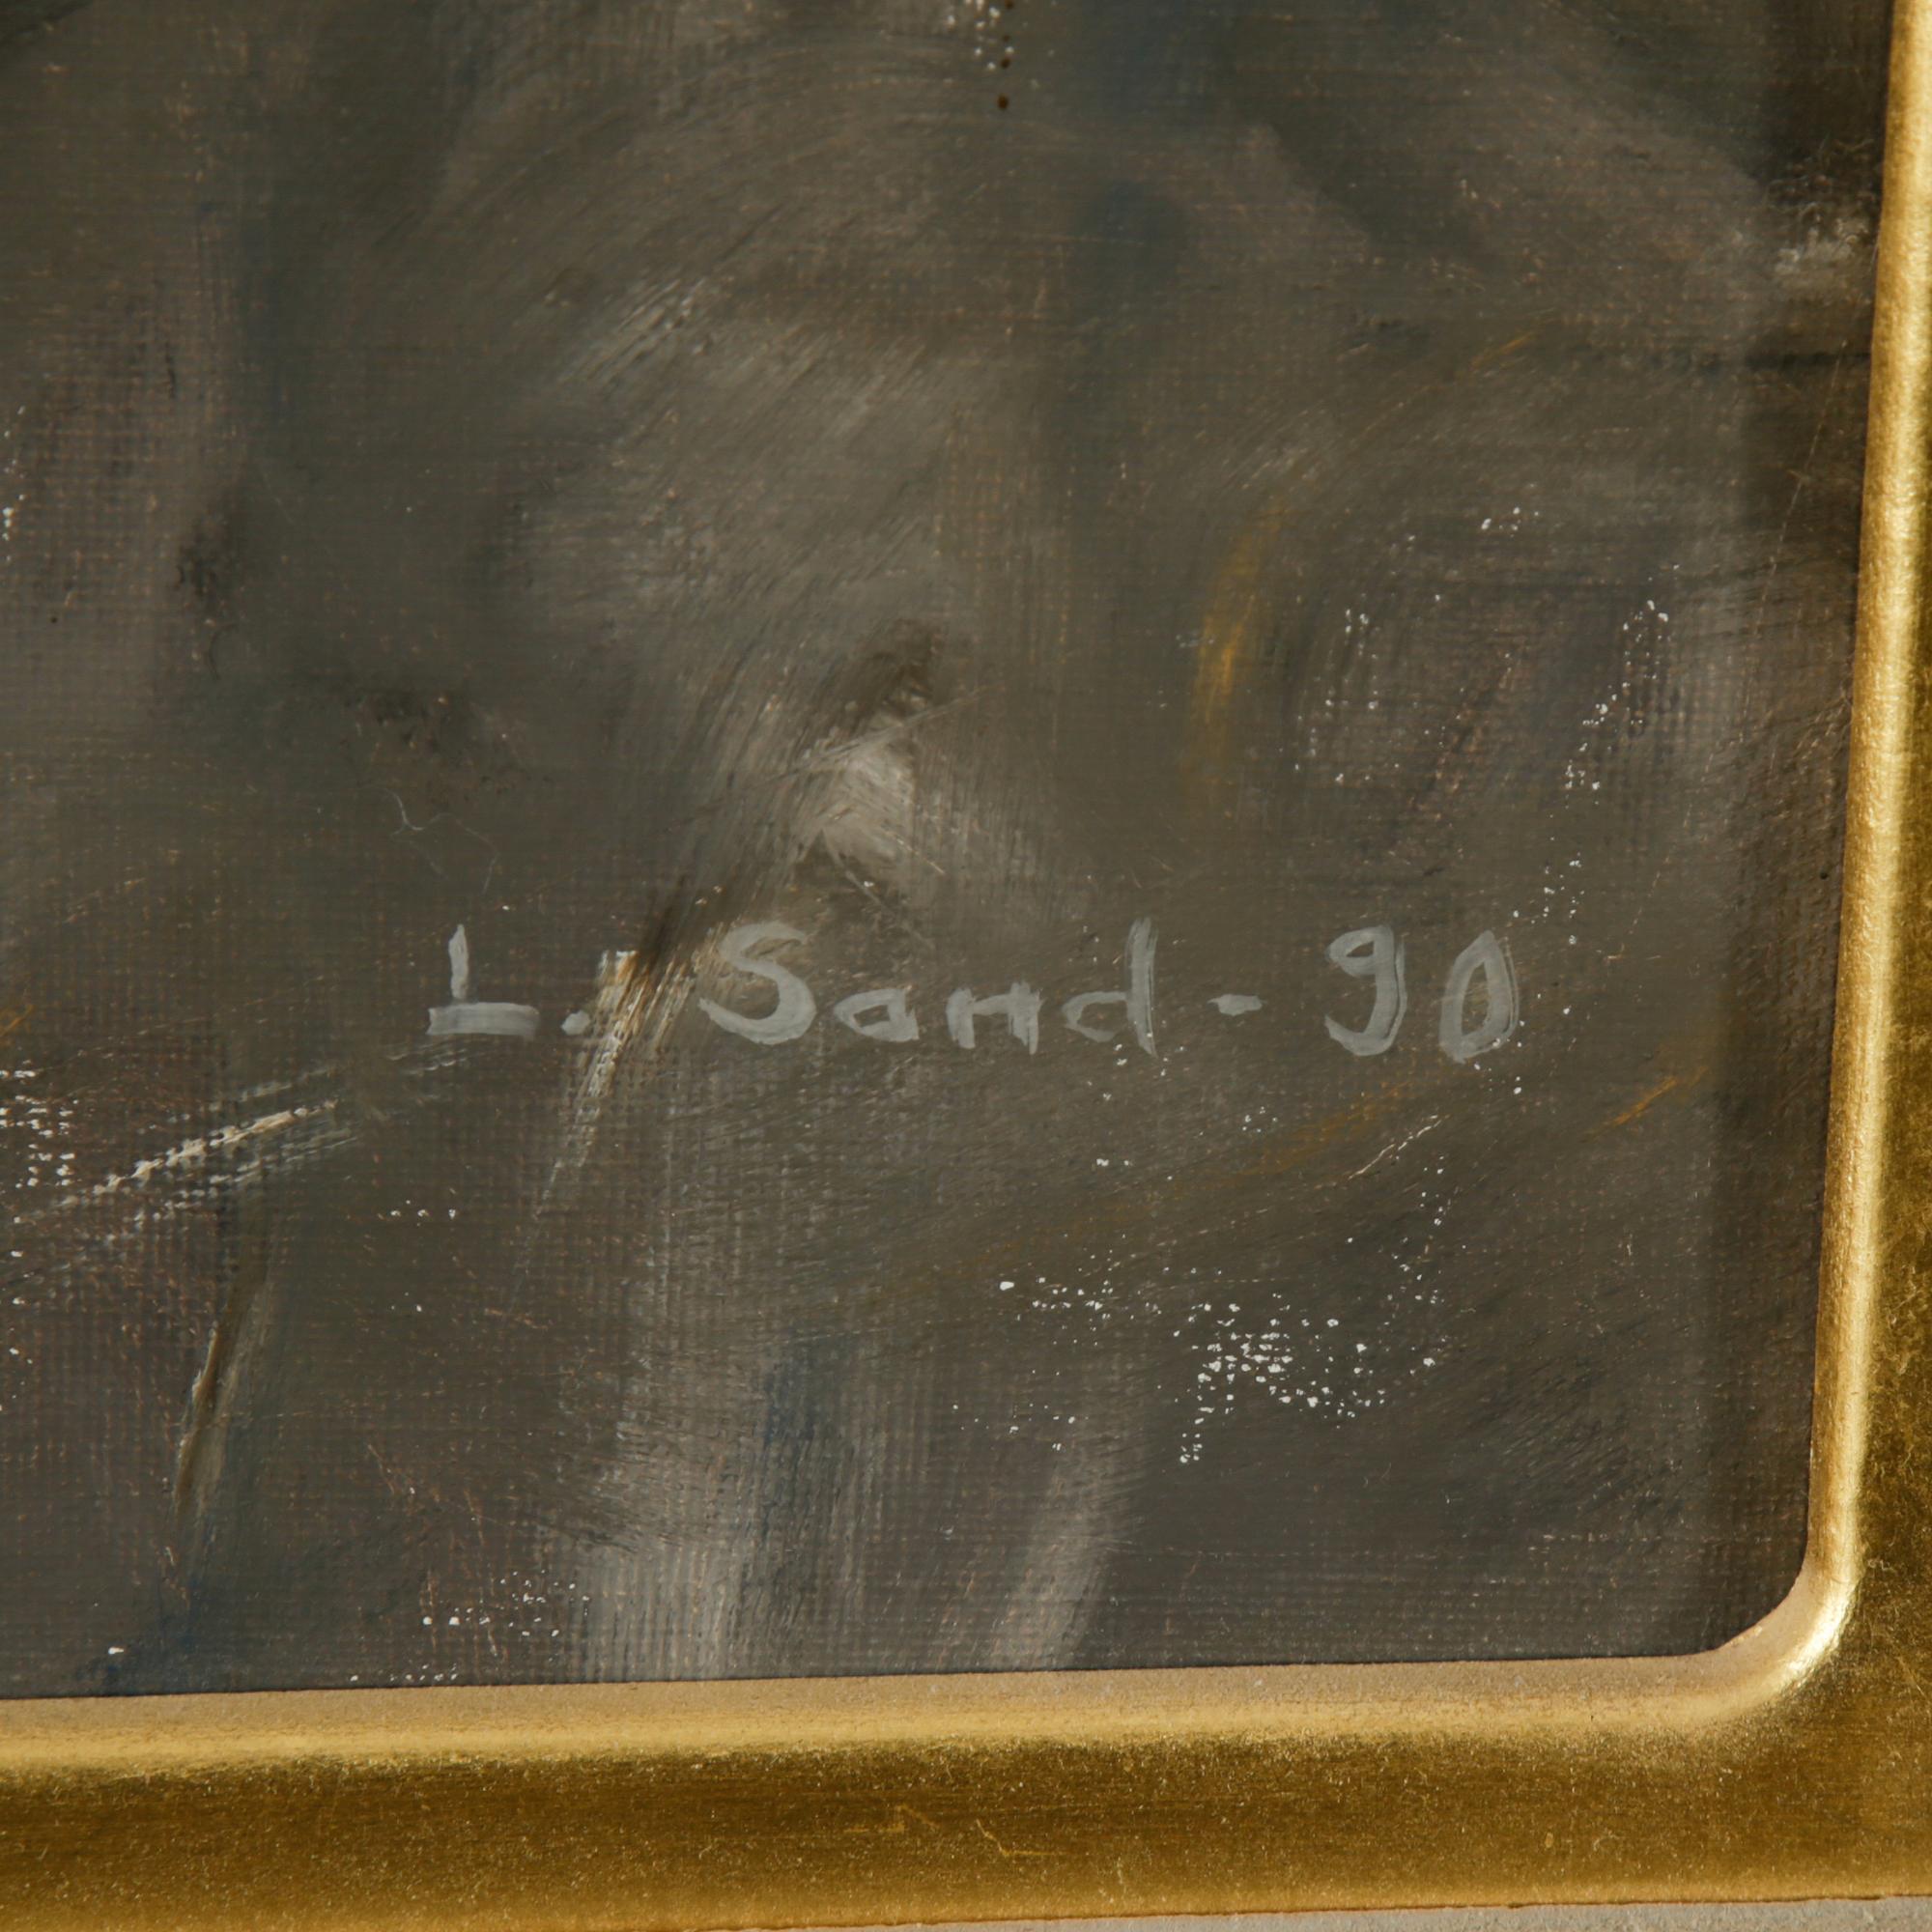 L. Sand - 90